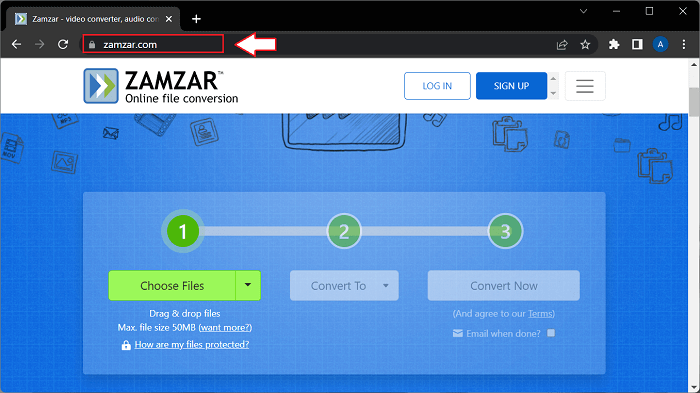 Zamzar - video converter, audio con
zamzar.com
A
ZAMZAR™
Online file conversion
LOG IN
SIGN UP
1
2
3
Choose Files
Convert To
Convert Now
Drag & drop files
Max. file size 50MB (want more?)
How are my files protected?
(And agree to our Terms)
Email when done?